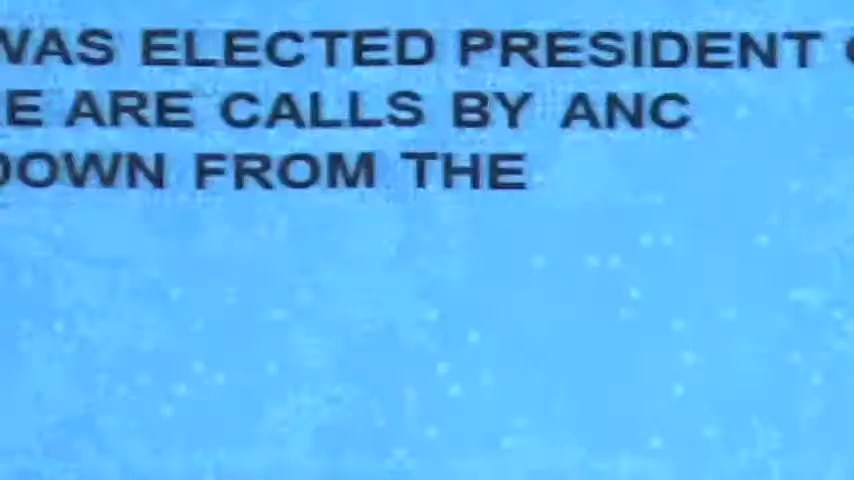 WAS ELECTED PRESIDENT
ARE CALLS BY ANC
DOWN FROM THE